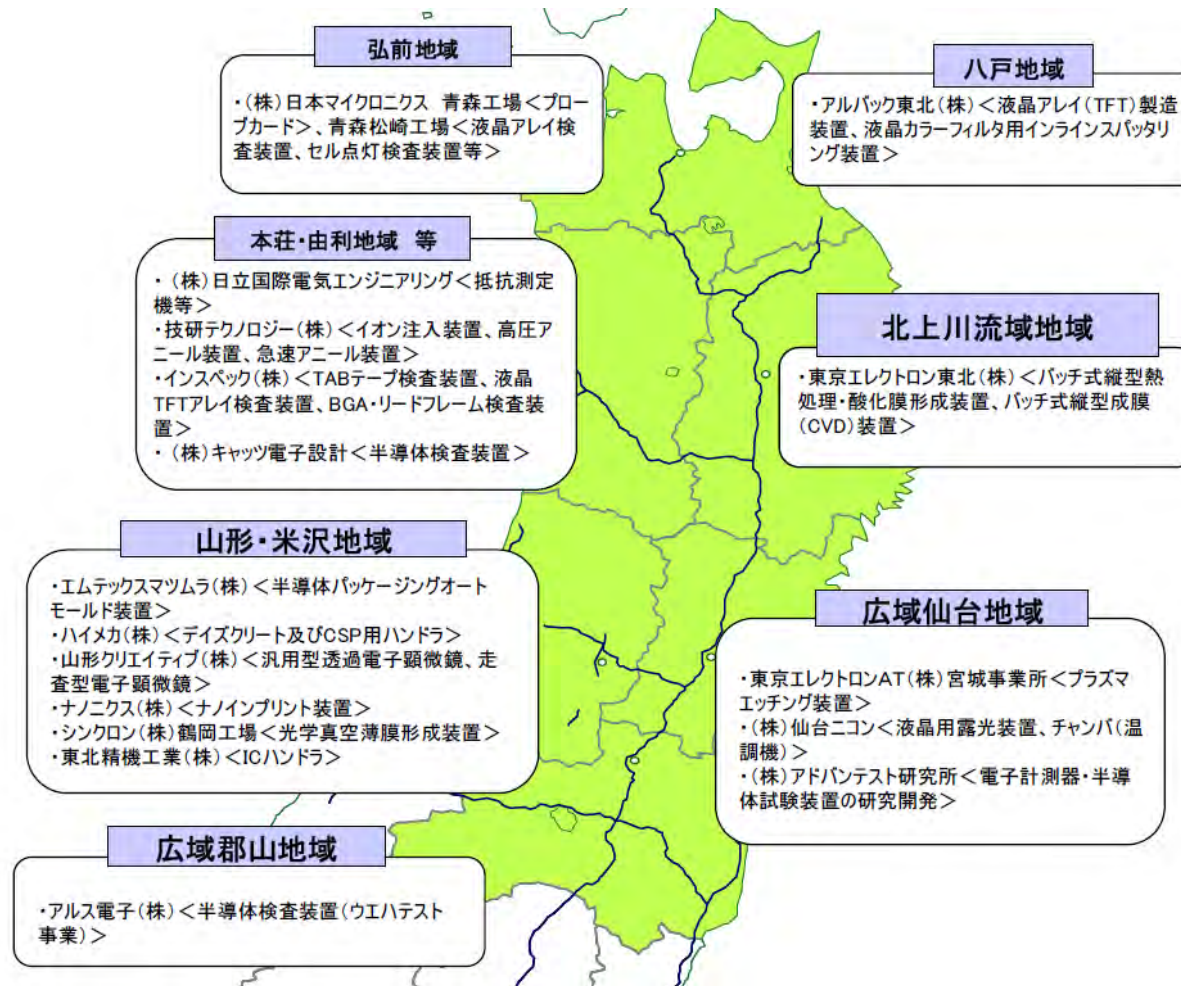 弘前地域
・(株)日本マイクロニクス 青森工場<プロー
ブカード>、青森松崎工場<液晶アレイ検
査装置、セル点灯検査装置等>
八戸地域
・アルバック東北(株)<液晶アレイ(TFT)製造
装置、液晶カラーフィルタ用インラインスパッタリ
ング装置>
本荘・由利地域 等
・(株)日立国際電気エンジニアリング<抵抗測定
機等>
・技研テクノロジー(株)<イオン注入装置、高圧ア
ニール装置、急速アニール装置>
・インスペック(株)<TABテープ検査装置、液晶
TFTアレイ検査装置、BGA・リードフレーム検査装
置>
・(株)キャッツ電子設計<半導体検査装置>
北上川流域地域
・東京エレクトロン東北(株)<バッチ式縦型熱
処理・酸化膜形成装置、バッチ式縦型成膜
(CVD)装置>
山形・米沢地域
・エムテックスマツムラ(株)<半導体パッケージングオート
モールド装置>
・ハイメカ(株)<デイズクリート及びCSP用ハンドラ>
・山形クリエイティブ(株)<汎用型透過電子顕微鏡、走
査型電子顕微鏡>
・ナノニクス(株)<ナノインプリント装置>
・シンクロン(株)鶴岡工場<光学真空薄膜形成装置>
・東北精機工業(株)<ICハンドラ>
広域仙台地域
・東京エレクトロンAT(株)宮城事業所<プラズマ
エッチング装置>
・(株)仙台ニコン<液晶用露光装置、チャンバ(温
調機)>
・(株)アドバンテスト研究所<電子計測器・半導
体試験装置の研究開発>
広域郡山地域
・アルス電子(株)<半導体検査装置(ウエハテスト
事業)>